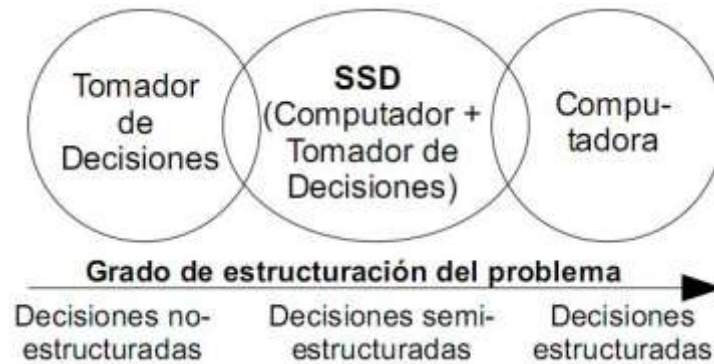 Tomador
de
Decisiones
SSD
(Computador +
Tomador de
Decisiones)
Compu-
tadora
Grado de estructuración del problema
Decisiones no-
estructuradas
Decisiones semi-
estructuradas
Decisiones
estructuradas